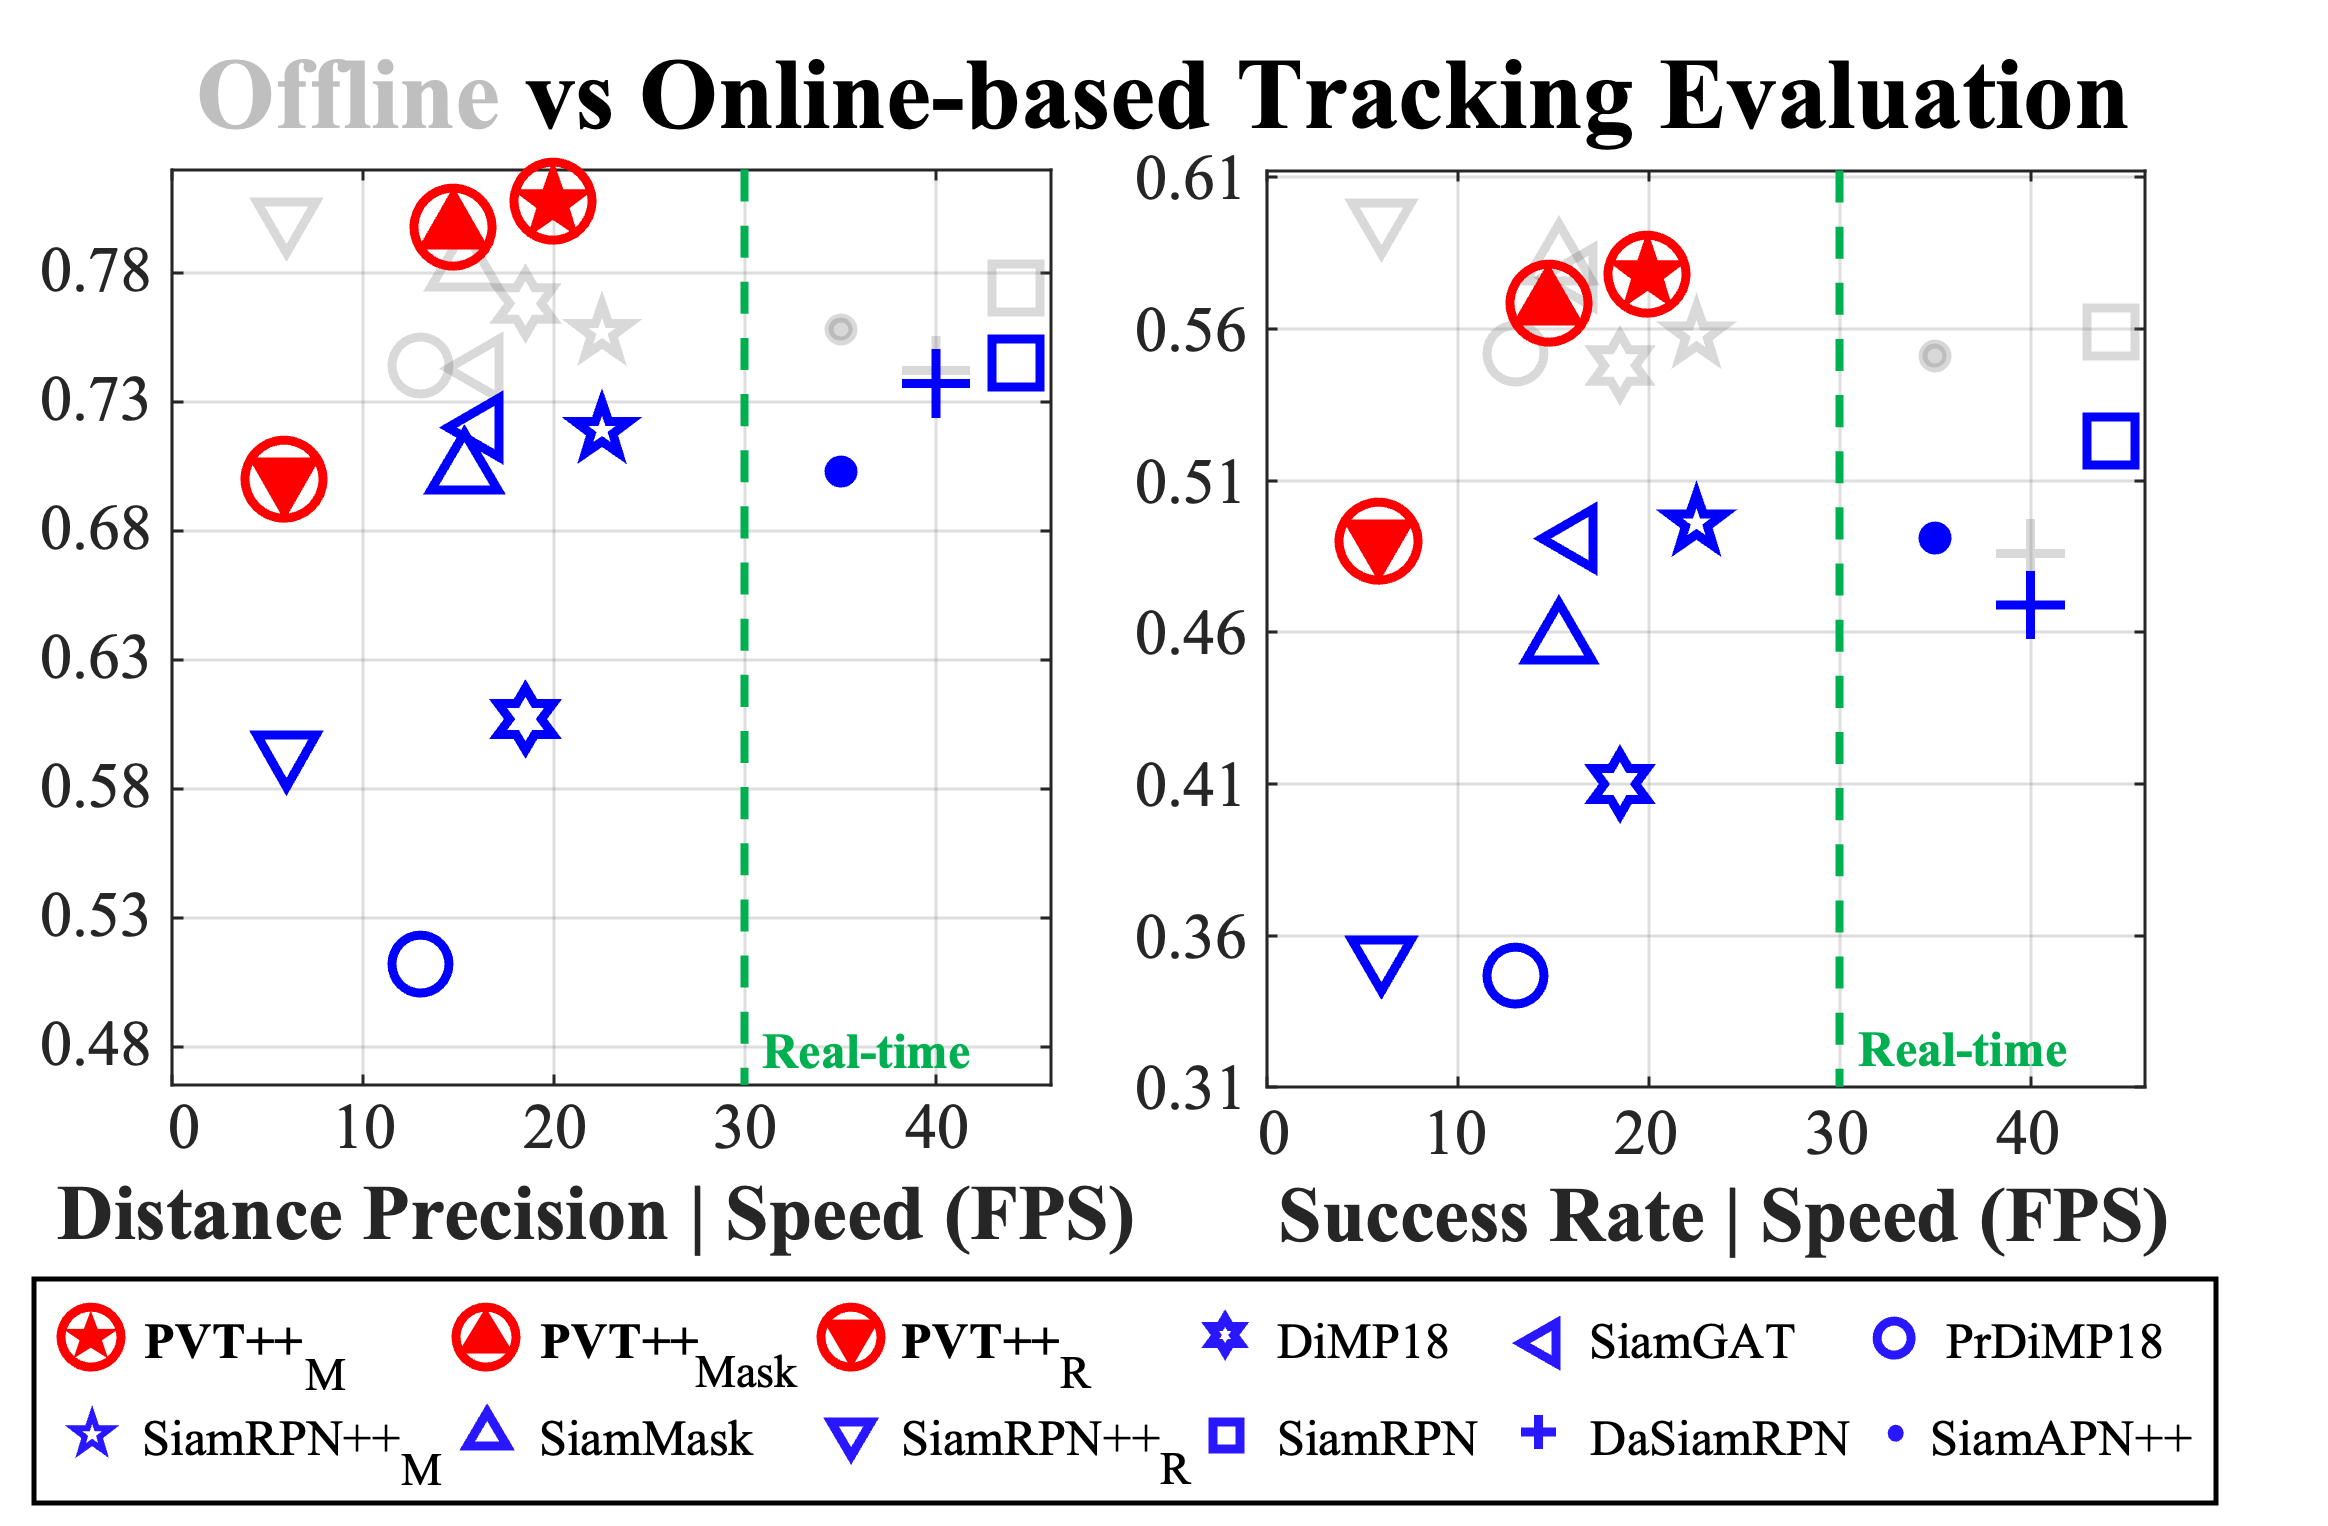 Offline vs Online-based Tracking Evaluation
0.78
0.73
0.68
0.63
0.58
0.53
0.48
0 10 20 30 40
Real-time
Distance Precision | Speed (FPS)
0.61
0.56
0.51
0.46
0.41
0.36
0.31
0 10 20 30 40
Real-time
Success Rate | Speed (FPS)
PVT++M PVT++Mask PVT++R DiMP18 SiamGAT PrDiMP18
SiamRPN++M SiamMask SiamRPN++R SiamRPN DaSiamRPN SiamAPN++